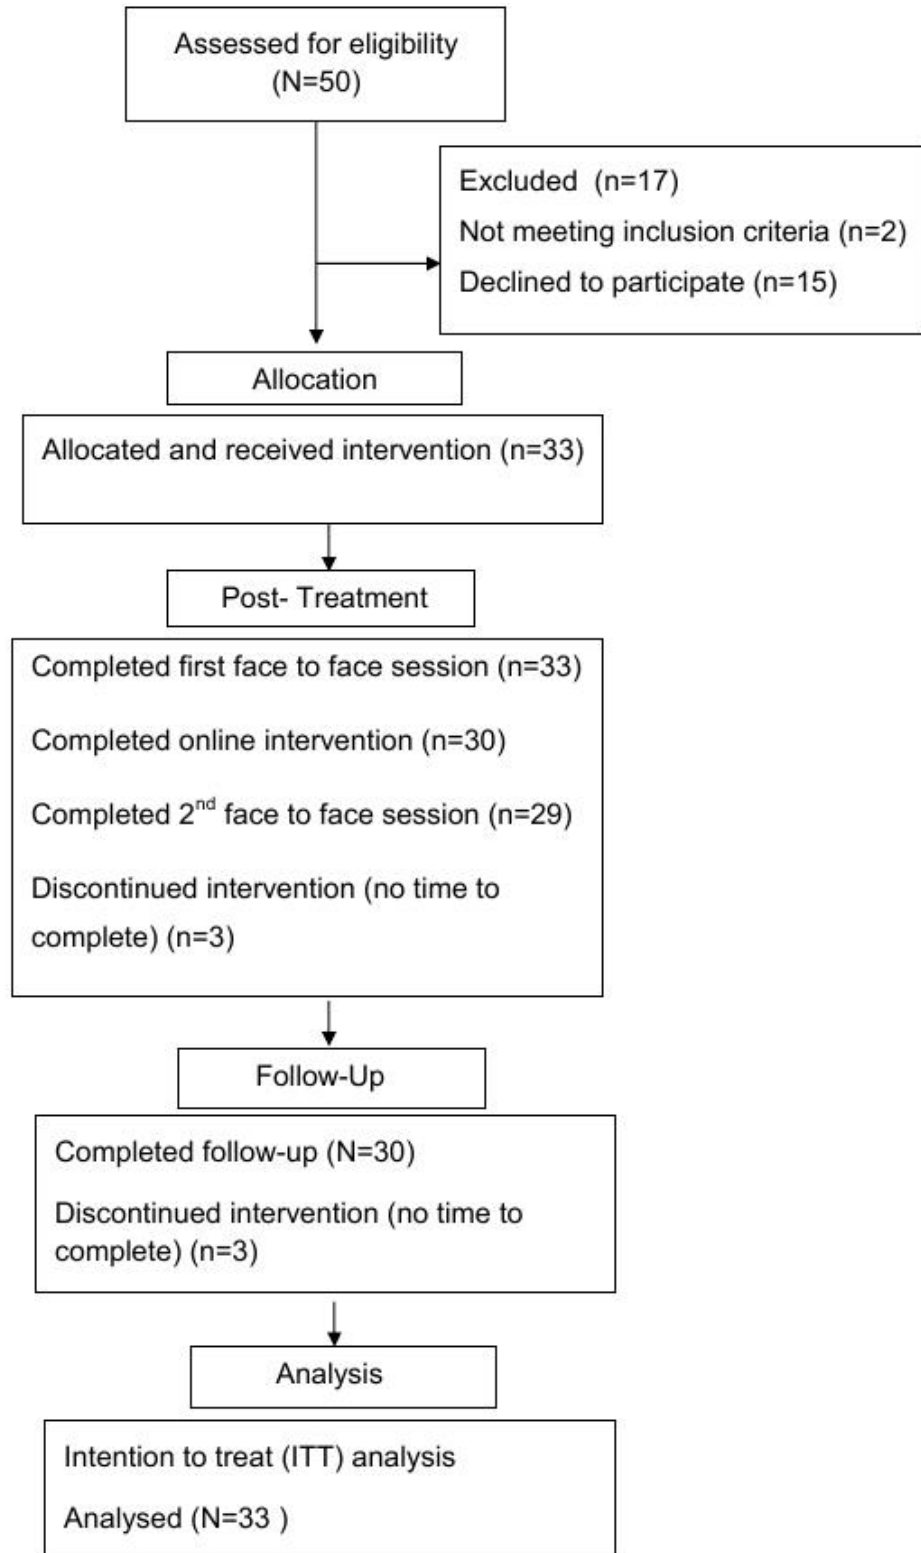 Assessed for eligibility
(N=50)
Excluded  (n=17)
Not meeting inclusion criteria (n=2)
Declined to participate (n=15)
Allocation
Allocated and received intervention (n=33)
Post- Treatment
Completed first face to face session (n=33)
Completed online intervention (n=30)
Completed 2nd face to face session (n=29)
Discontinued intervention (no time to
complete) (n=3)
Follow-Up
Completed follow-up (N=30)
Discontinued intervention (no time to
complete) (n=3)
Analysis
Intention to treat (ITT) analysis
Analysed (N=33 )